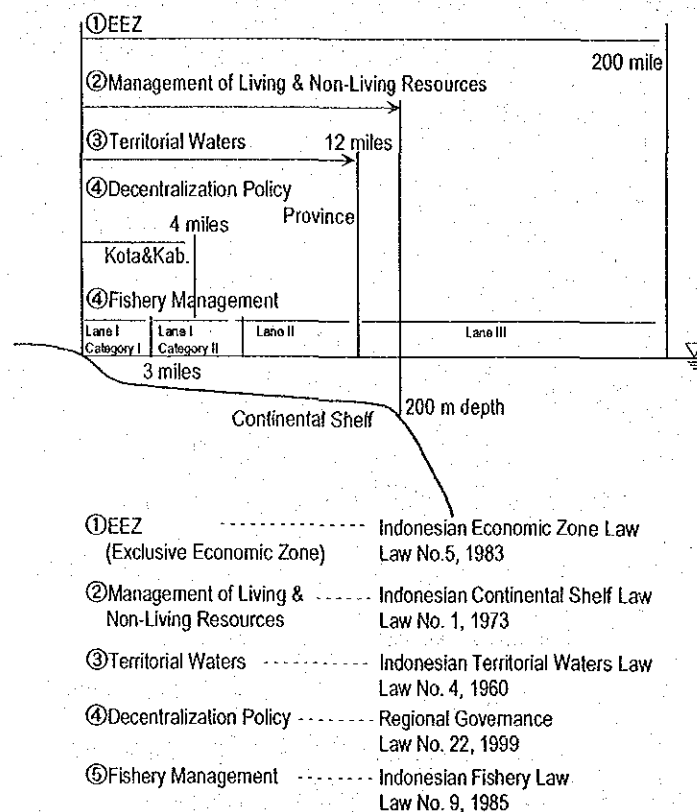 ①EEZ
200 mile
②Management of Living & Non-Living Resources
③Territorial Waters 12 miles
④Decentralization Policy
Province
4 miles
Kota&Kab.
④Fishery Management
Lane I Lane I Lane II Lane III
Category I Category II
3 miles
Continental Shelf 200 m depth
①EEZ - - - - - - - - - - - - - - - Indonesian Economic Zone Law
(Exclusive Economic Zone) Law No.5, 1983
②Management of Living & - - - - - - Indonesian Continental Shelf Law
Non-Living Resources Law No. 1, 1973
③Territorial Waters - - - - - - - - - - - Indonesian Territorial Waters Law
Law No. 4, 1960
④Decentralization Policy - - - - - - - - Regional Governance
Law No. 22, 1999
⑤Fishery Management - - - - - - - - Indonesian Fishery Law
Law No. 9, 1985